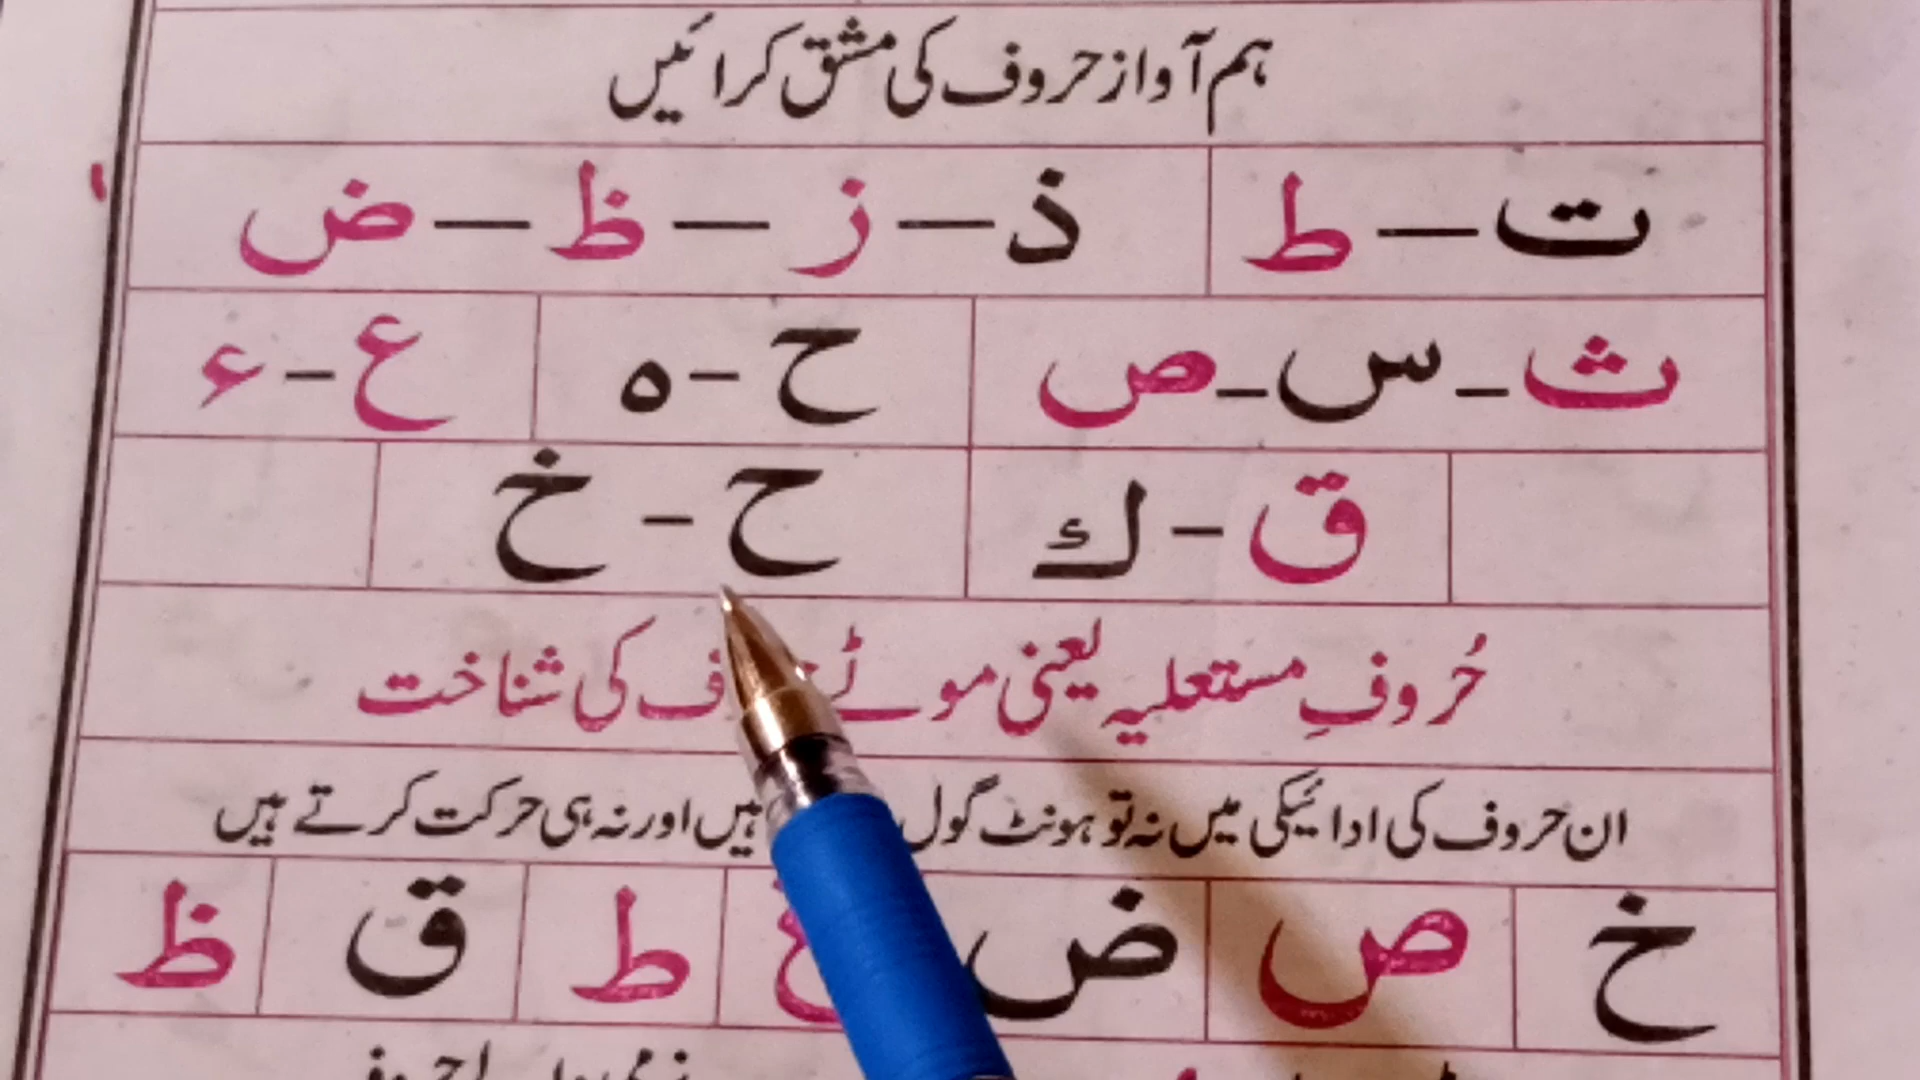 ہم آواز حروف کی مشق کرائیں
ت – ط ذ – ز – ظ – ض
ث - س - ص ح - ہ ع - ء
ق - ك ح - خ
حُروفِ مستعلیہ یعنی موٹے کی شناخت
ان حروف کی ادائیگی میں نہ تو ہونٹ گول ہیں اور نہ ہی حرکت کرتے ہیں
خ ص ض ط ق ظ